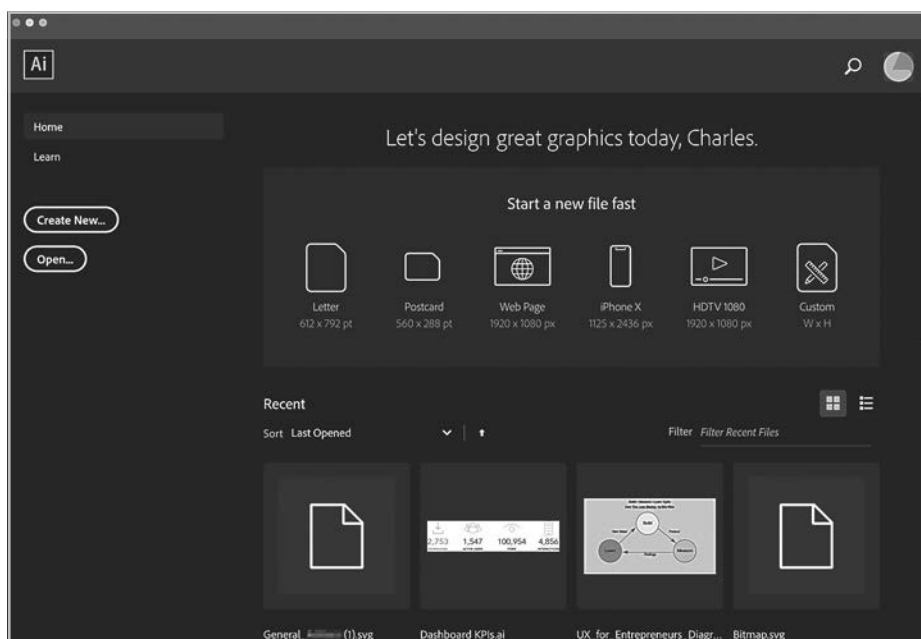 Ai
Home
Learn
Create New...
Open...
Let's design great graphics today, Charles.
Start a new file fast
Letter
612 x 792 pt
Postcard
560 x 288 pt
Web Page
1920 x 1080 px
iPhone X
1125 x 2436 px
HDTV 1080
1920 x 1080 px
Custom
W x H
Recent
Sort Last Opened
Filter Filter Recent Files
2,753
1,547
100,954
4,856
Build
Measure
Learn
General (1).svg
Dashboard KPIs.ai
UX_for_Entrepreneurs_Diagr...
Bitmap.svg